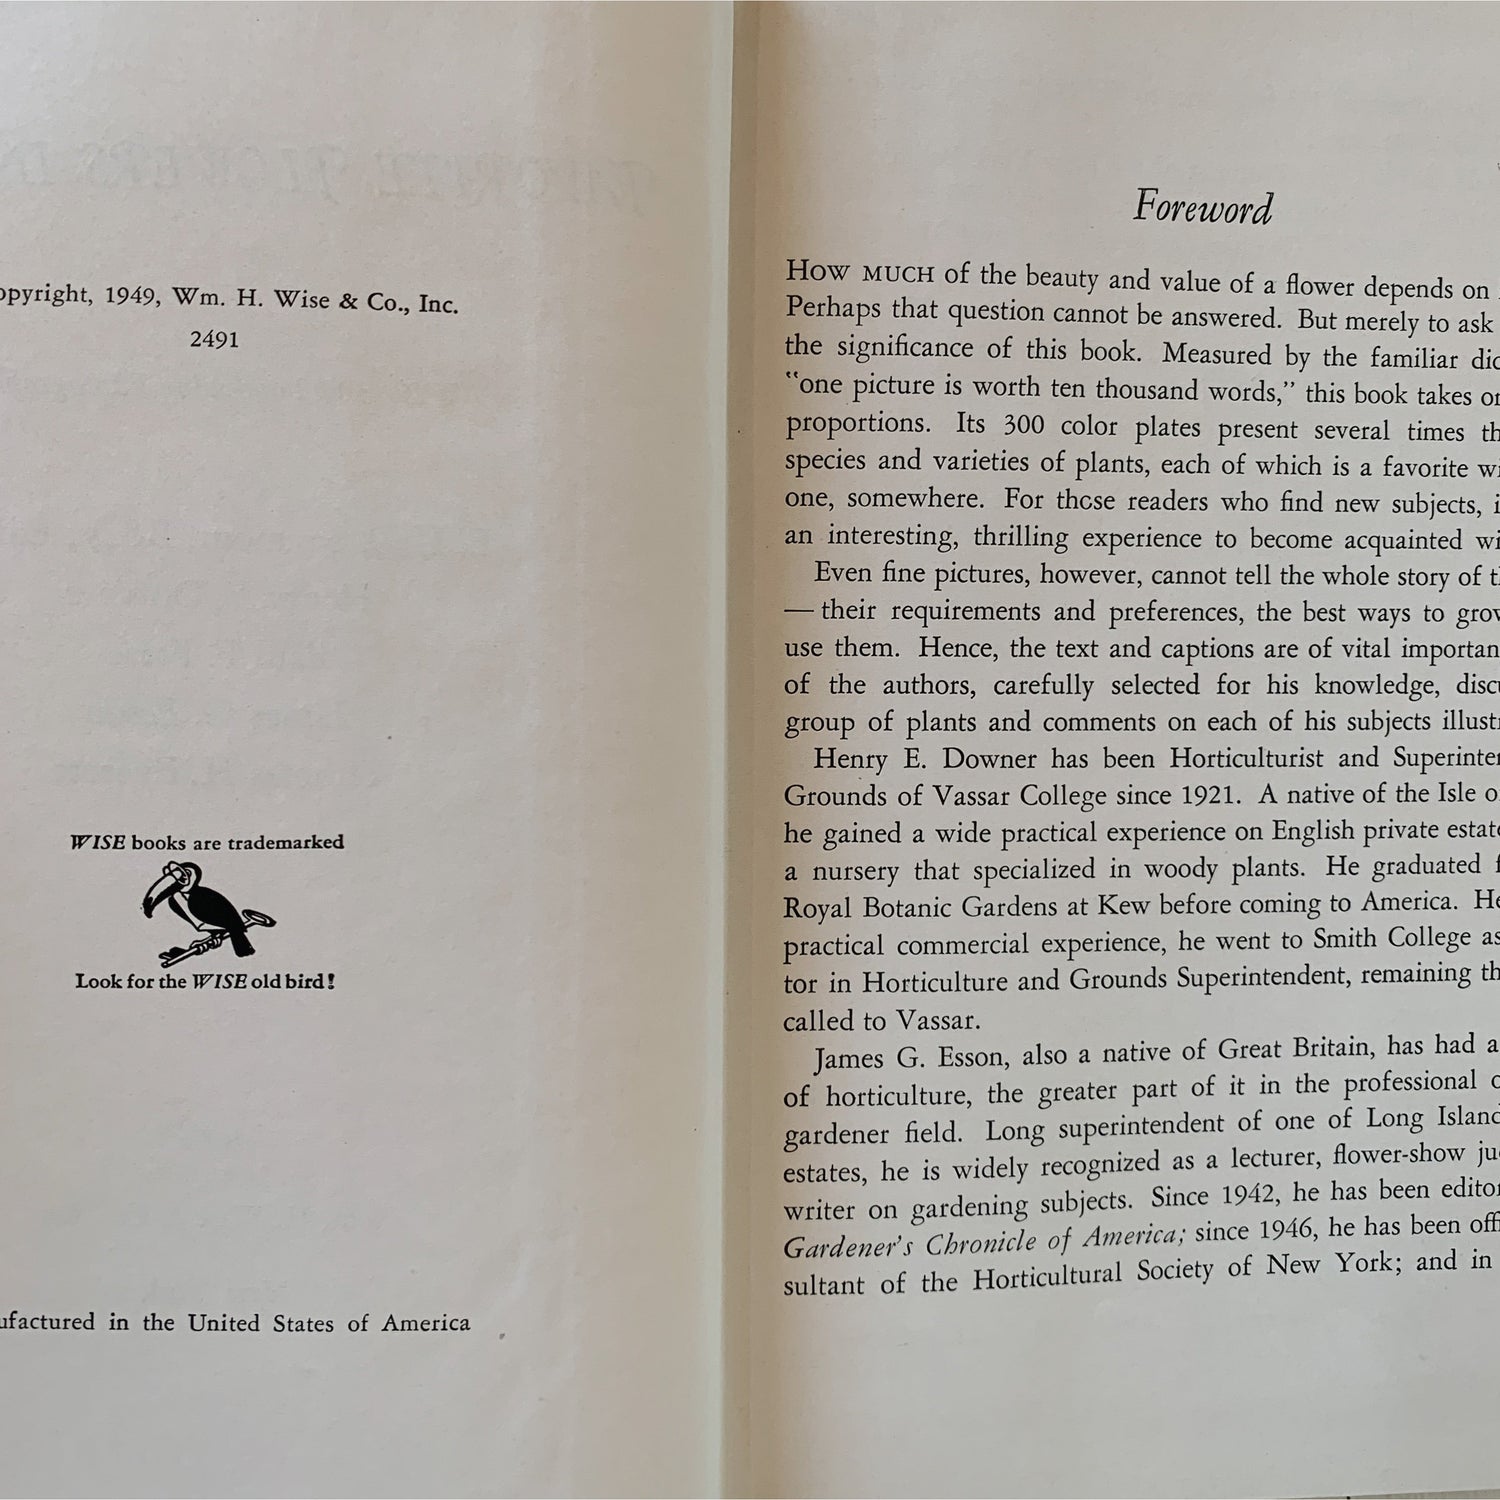 opyright, 1949, Wm. H. Wise & Co., Inc.
2491
WISE books are trademarked
Look for the WISE old bird!
ufactured in the United States of America
Foreword
HOW MUCH of the beauty and value of a flower depends on
Perhaps that question cannot be answered. But merely to ask
the significance of this book. Measured by the familiar dic
"one picture is worth ten thousand words," this book takes on
proportions. Its 300 color plates present several times th
species and varieties of plants, each of which is a favorite wi
one, somewhere. For those readers who find new subjects, i
an interesting, thrilling experience to become acquainted wi
Even fine pictures, however, cannot tell the whole story of t
— their requirements and preferences, the best ways to grow
use them. Hence, the text and captions are of vital importan
of the authors, carefully selected for his knowledge, discu
group of plants and comments on each of his subjects illustr
Henry E. Downer has been Horticulturist and Superinten
Grounds of Vassar College since 1921. A native of the Isle o
he gained a wide practical experience on English private estate
a nursery that specialized in woody plants. He graduated f
Royal Botanic Gardens at Kew before coming to America. He
practical commercial experience, he went to Smith College as
tor in Horticulture and Grounds Superintendent, remaining th
called to Vassar.
James G. Esson, also a native of Great Britain, has had a
of horticulture, the greater part of it in the professional
gardener field. Long superintendent of one of Long Island
estates, he is widely recognized as a lecturer, flower-show ju
writer on gardening subjects. Since 1942, he has been editor
Gardener's Chronicle of America; since 1946, he has been off
sultant of the Horticultural Society of New York; and in